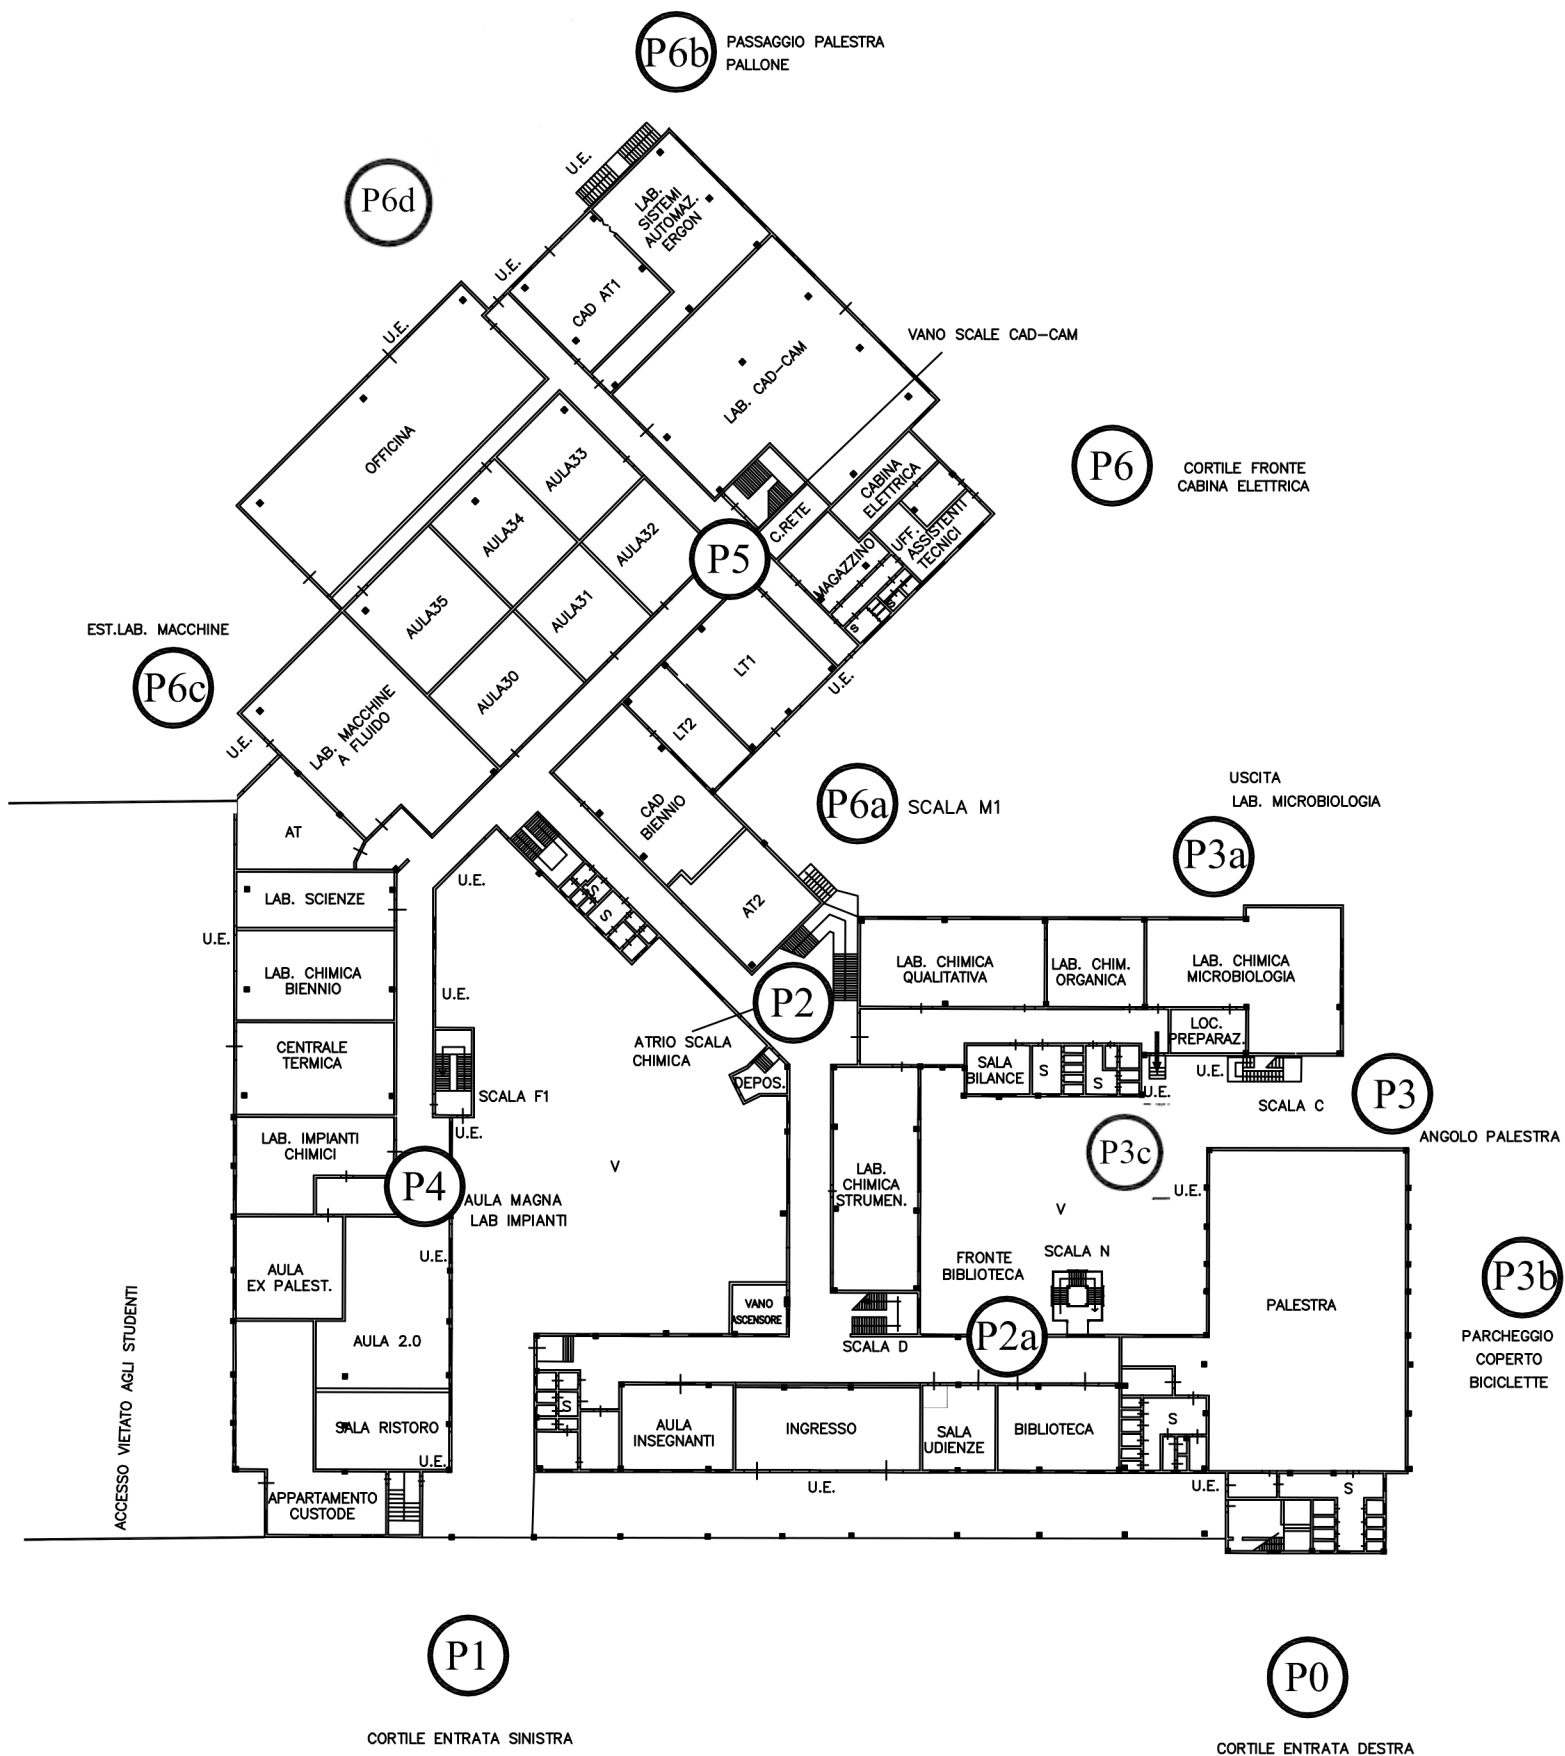 P6b
PASSAGGIO PALESTRA
PALLONE
P6d
U.E.
LAB.
SISTEMI
AUTOMAZ.
ERGON
U.E.
CAD AT1
U.E.
VANO SCALE CAD-CAM
LAB. CAD-CAM
OFFICINA
P6
CORTILE FRONTE
CABINA ELETTRICA
AULA33
CABINA
ELETTRICA
AULA34
AULA32
C.RETE
UFF.
ASSISTENTI
TECNICI
P5
MAGAZZINO
S
S
AULA35
AULA31
EST.LAB. MACCHINE
P6c
LT1
U.E.
AULA30
LT2
LAB. MACCHINE
A FLUIDO
U.E.
USCITA
LAB. MICROBIOLOGIA
P6a
SCALA M1
CAD
BIENNIO
AT
P3a
U.E.
LAB. SCIENZE
S
S
AT2
U.E.
LAB. CHIMICA
BIENNIO
LAB. CHIMICA
QUALITATIVA
LAB. CHIM.
ORGANICA
LAB. CHIMICA
MICROBIOLOGIA
U.E.
P2
LOC.
PREPARAZ.
ATRIO SCALA
CHIMICA
CENTRALE
TERMICA
SALA
BILANCE
S
S
U.E.
U.E.
DEPOS.
SCALA F1
SCALA C
P3
ANGOLO PALESTRA
U.E.
LAB. IMPIANTI
CHIMICI
P3c
V
LAB.
CHIMICA
STRUMEN.
P4
AULA MAGNA
LAB IMPIANTI
U.E.
V
U.E.
FRONTE
BIBLIOTECA
SCALA N
AULA
EX PALEST.
P3b
VANO
ASCENSORE
PALESTRA
ACCESSO VIETATO AGLI STUDENTI
AULA 2.0
SCALA D
P2a
PARCHEGGIO
COPERTO
BICICLETTE
S
AULA
INSEGNANTI
INGRESSO
SALA
UDIENZE
BIBLIOTECA
S
SALA RISTORO
U.E.
U.E.
U.E.
S
APPARTAMENTO
CUSTODE
P1
P0
CORTILE ENTRATA SINISTRA
CORTILE ENTRATA DESTRA